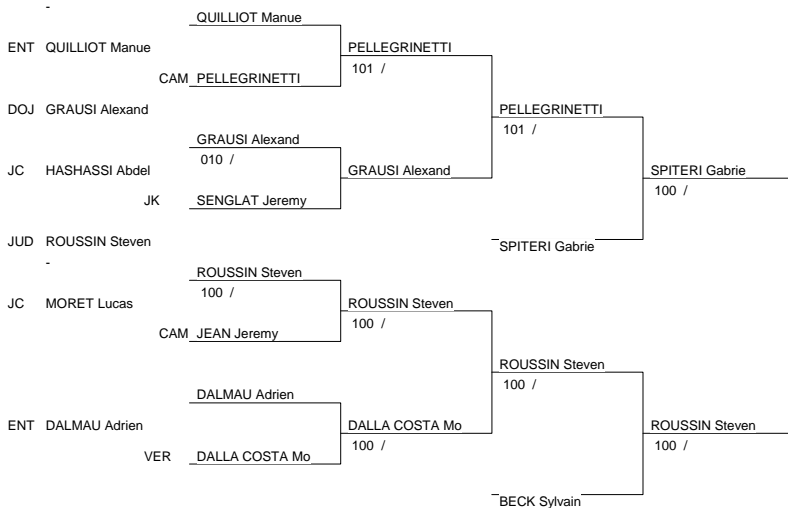 -
QUILLIOT Manue
ENT QUILLIOT Manue
PELLEGRINETTI
101 /
CAM PELLEGRINETTI
DOJ GRAUSI Alexand
PELLEGRINETTI
101 /
GRAUSI Alexand
010 /
JC HASHASSI Abdel
GRAUSI Alexand
SPITERI Gabrie
100 /
JK SENGLAT Jeremy
JUD ROUSSIN Steven
SPITERI Gabrie
-
ROUSSIN Steven
100 /
JC MORET Lucas
ROUSSIN Steven
100 /
CAM JEAN Jeremy
ROUSSIN Steven
100 /
DALMAU Adrien
ENT DALMAU Adrien
DALLA COSTA Mo
100 /
ROUSSIN Steven
100 /
VER DALLA COSTA Mo
BECK Sylvain